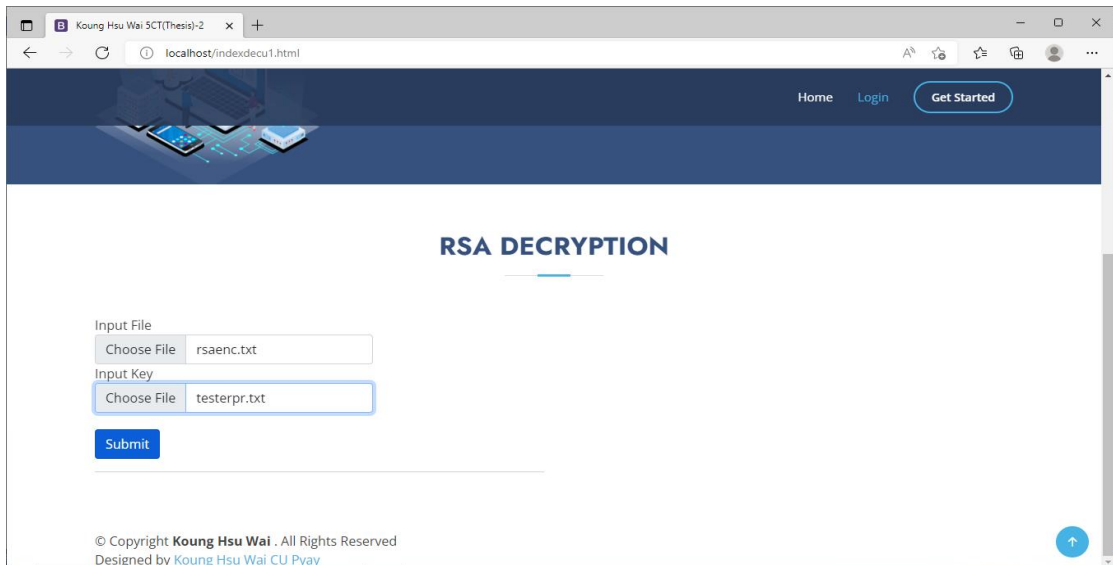 Koung Hsu Wai 5CT(Thesis)-2
localhost/indexdecu1.html
Home Login Get Started
RSA DECRYPTION
Input File
Choose File rsaenc.txt
Input Key
Choose File testerpr.txt
Submit
© Copyright Koung Hsu Wai . All Rights Reserved
Designed by Koung Hsu Wai CU Pyay